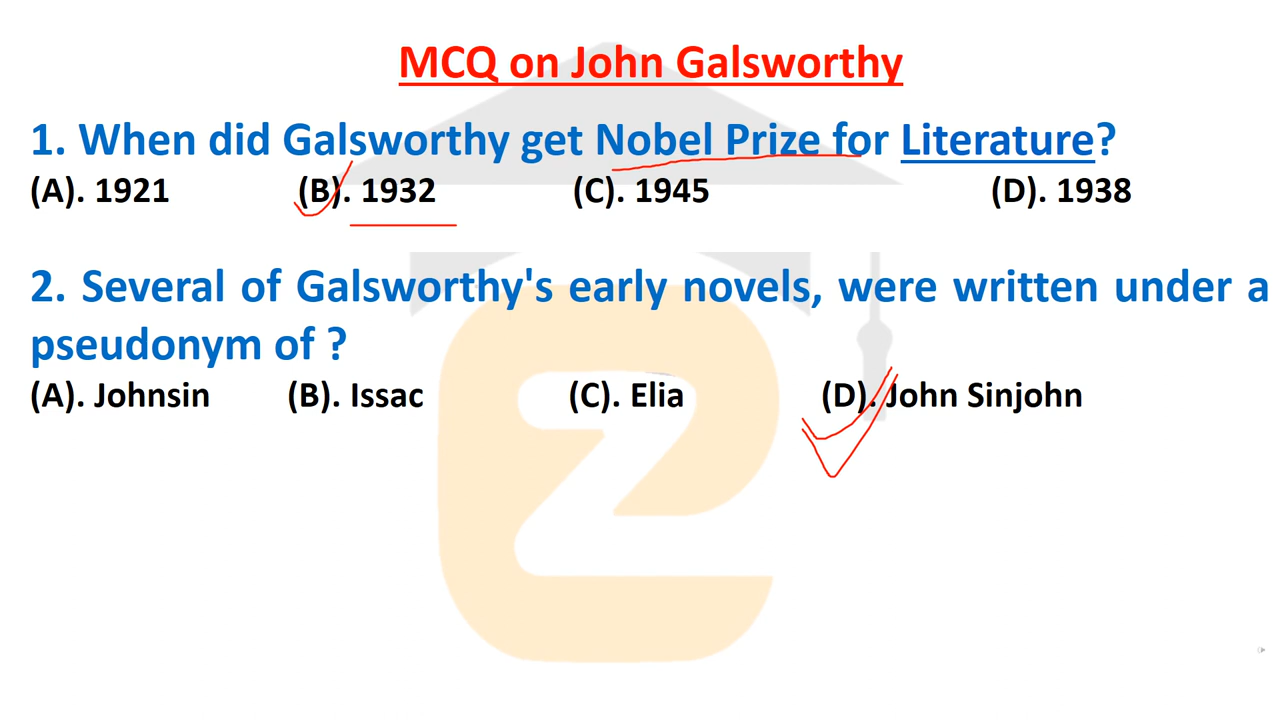 MCQ on John Galsworthy
1. When did Galsworthy get Nobel Prize for Literature?
(A). 1921 (B). 1932 (C). 1945 (D). 1938
2. Several of Galsworthy's early novels, were written under a
pseudonym of ?
(A). Johnsin (B). Issac (C). Elia (D). John Sinjohn